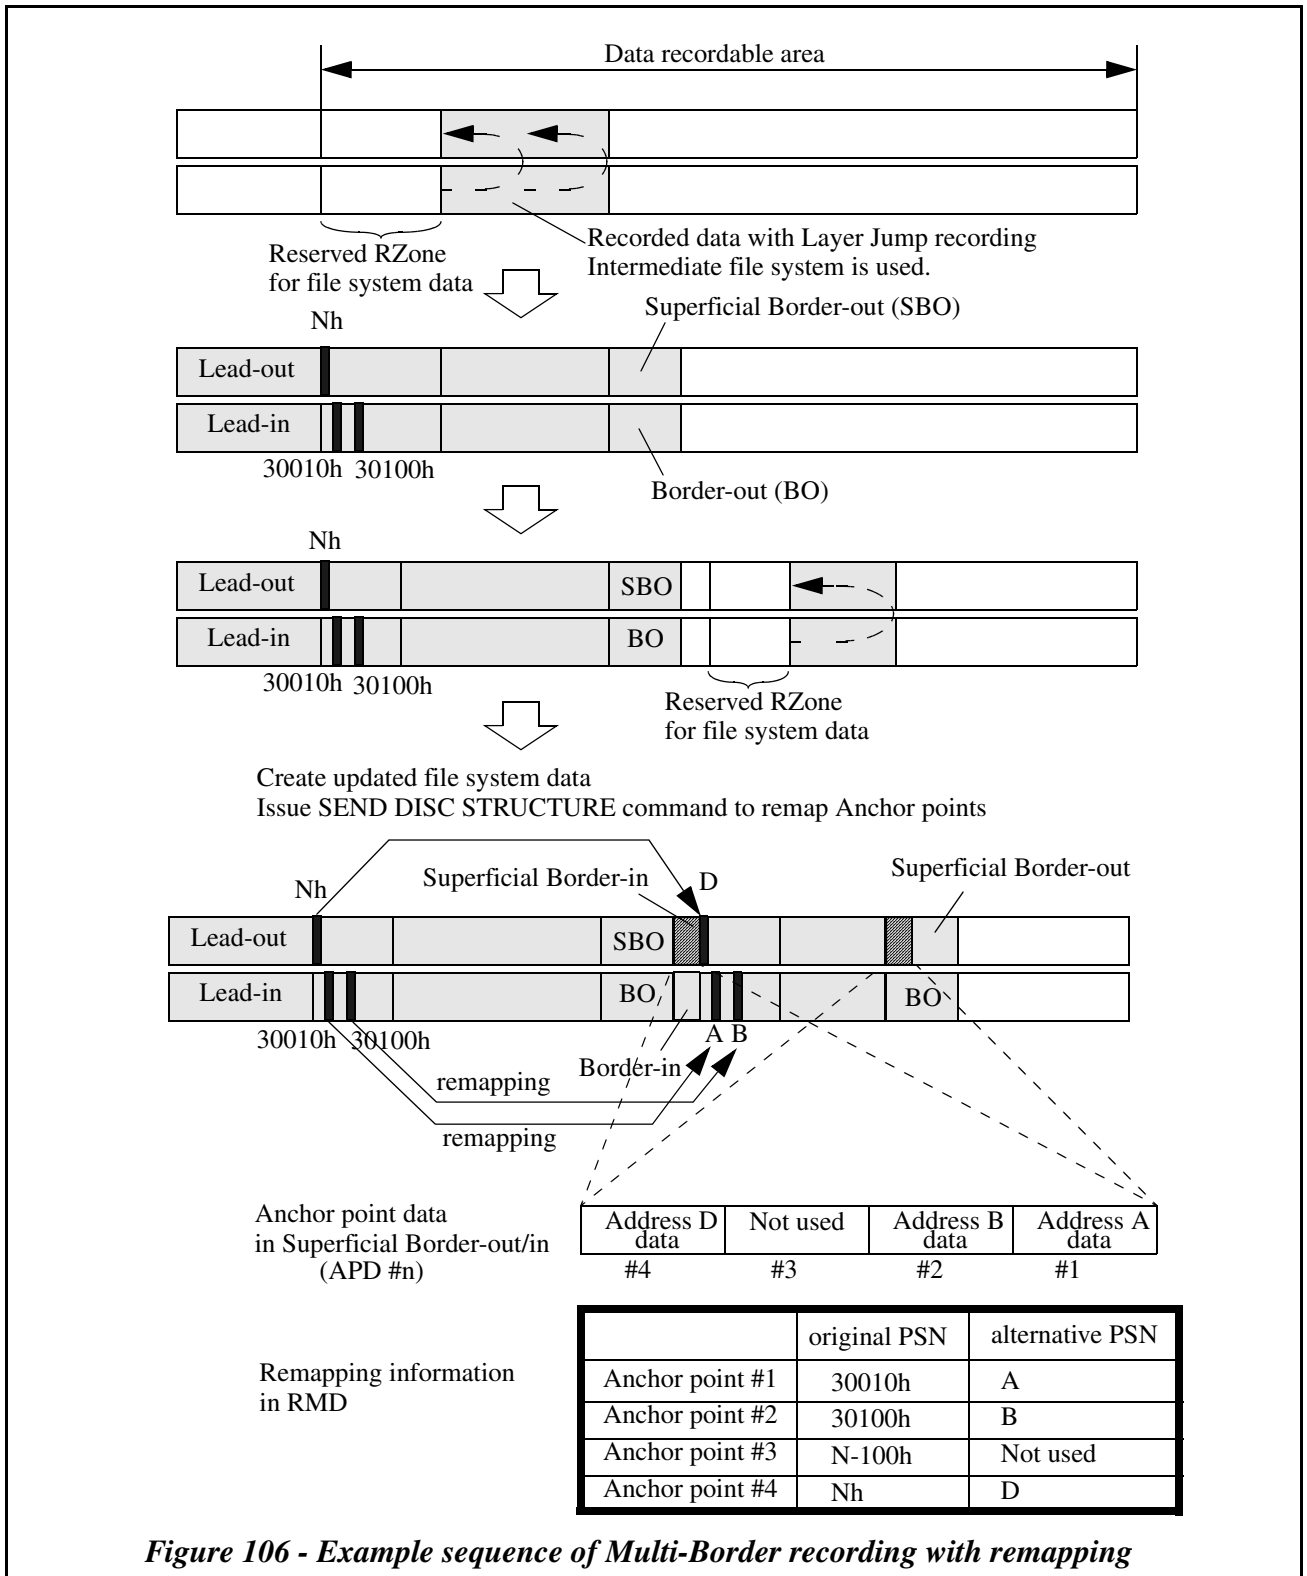 Data recordable area
Reserved RZone
for file system data
Recorded data with Layer Jump recording
Intermediate file system is used.
Superficial Border-out (SBO)
Nh
Lead-out
Lead-in
30010h 30100h
Border-out (BO)
Nh
Lead-out
SBO
Lead-in
BO
30010h 30100h
Reserved RZone
for file system data
Create updated file system data
Issue SEND DISC STRUCTURE command to remap Anchor points
Nh
Superficial Border-in
D
Superficial Border-out
Lead-out
SBO
Lead-in
BO
BO
30010h 30100h
A B
Border-in
remapping
remapping
Anchor point data
in Superficial Border-out/in
(APD #n)
Address D
data
Not used
Address B
data
Address A
data
#4 #3 #2 #1
Remapping information
in RMD
original PSN alternative PSN
Anchor point #1 30010h A
Anchor point #2 30100h B
Anchor point #3 N-100h Not used
Anchor point #4 Nh D
Figure 106 - Example sequence of Multi-Border recording with remapping